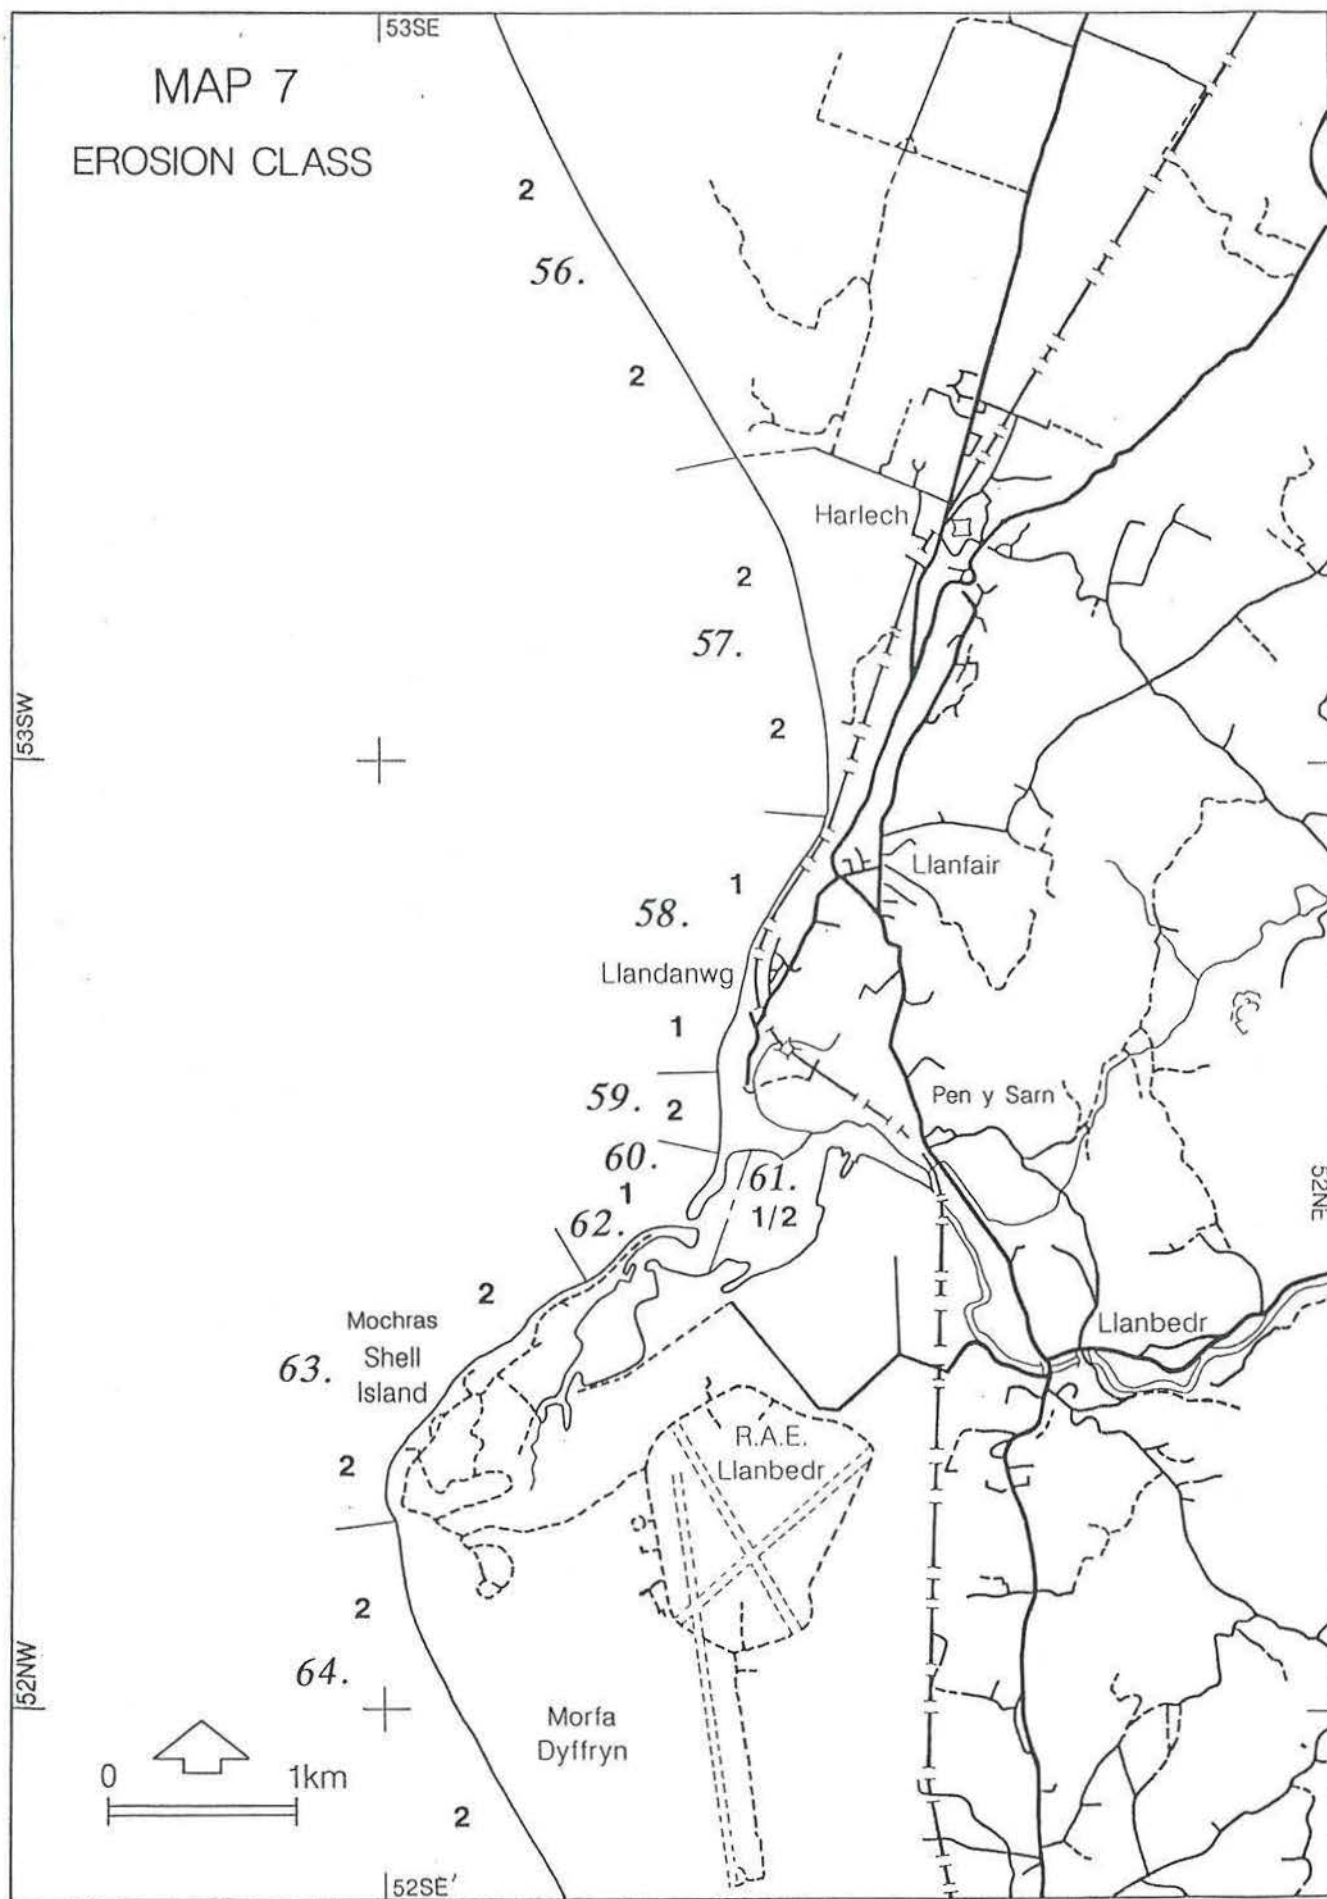 53SE
MAP 7
EROSION CLASS
2
56.
2
Harlech
2
57.
53SW
2
Llanfair
1
58.
Llandanwg
1
Pen y Sarn
59. 2
60.
61.
52NE
1
1/2
62.
2
Mochras
Shell
Island
63.
Llanbedr
R.A.E.
Llanbedr
2
2
64.
52NW
Morfa
Dyffryn
0 1km
2
52SE'